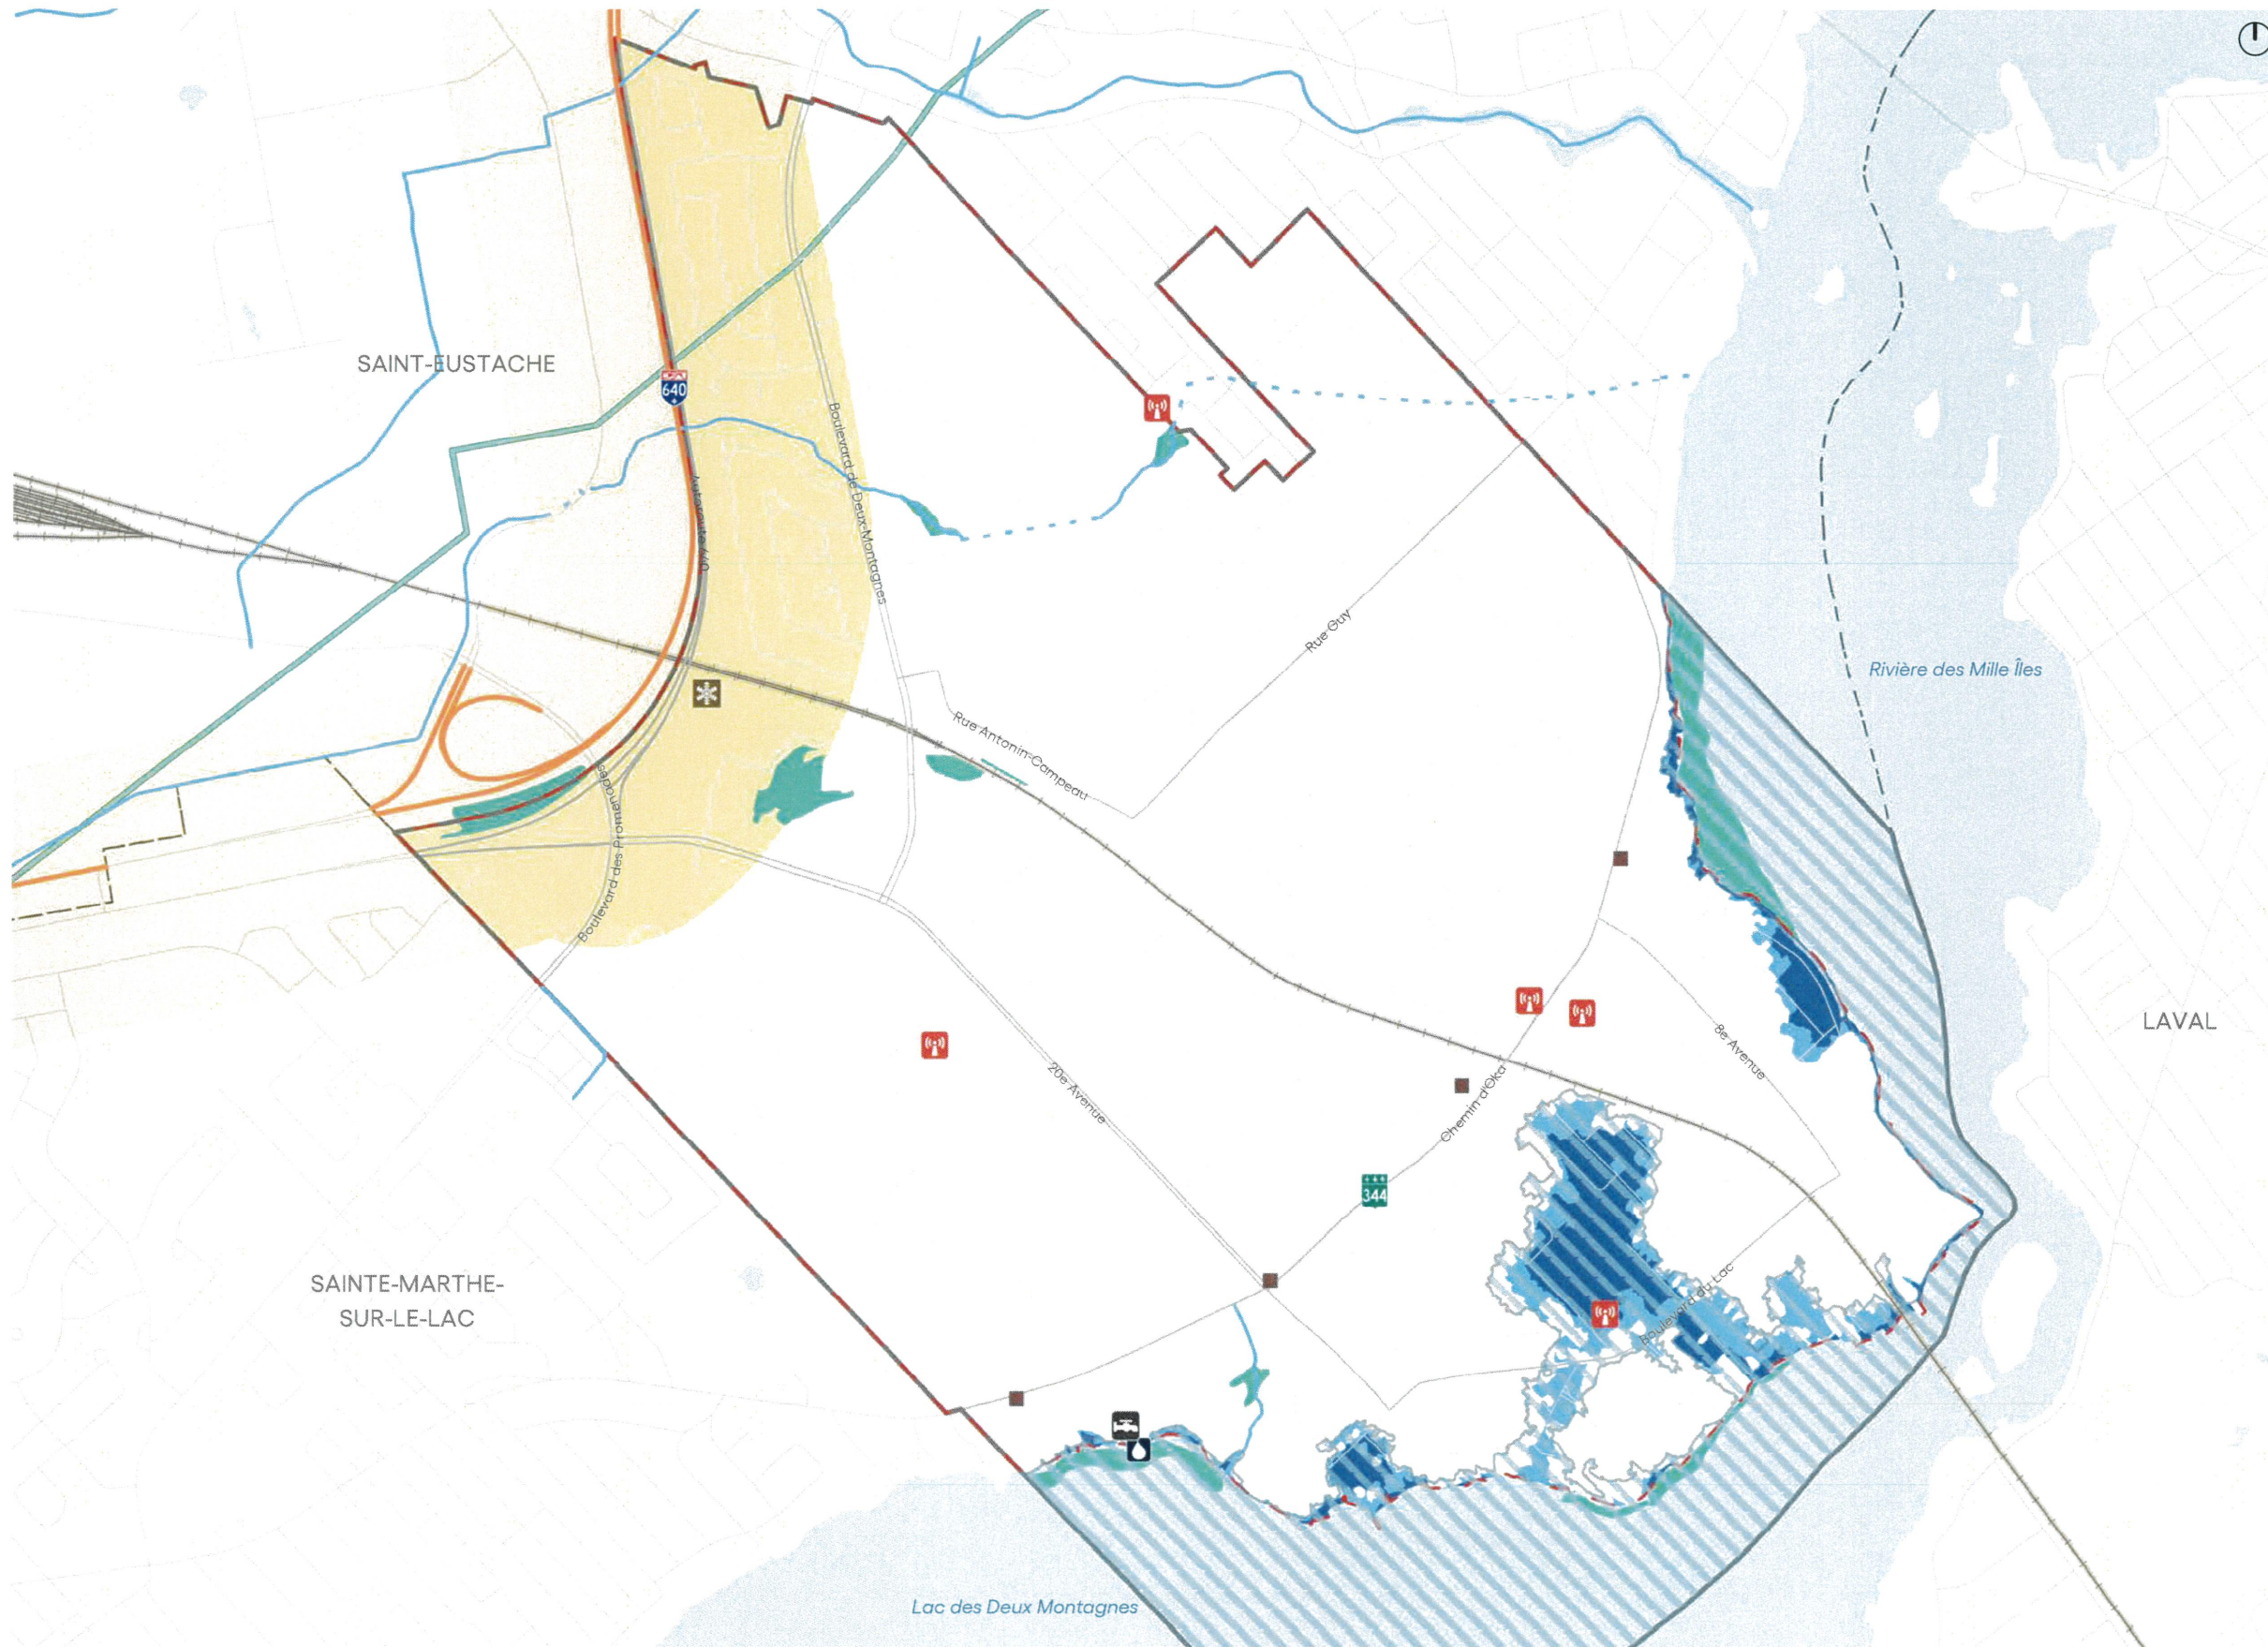 SAINT-EUSTACHE
640
Boulevard de Deux-Montagnes
Autoroute 640
Rue Guy
Rivière des Mille Îles
Rue Antonin-Campeau
Boulevard des Promenades
LAVAL
8e Avenue
20e Avenue
Chemin d'Oka
344
SAINTE-MARTHE-
SUR-LE-LAC
Boulevard du Lac
Lac des Deux Montagnes